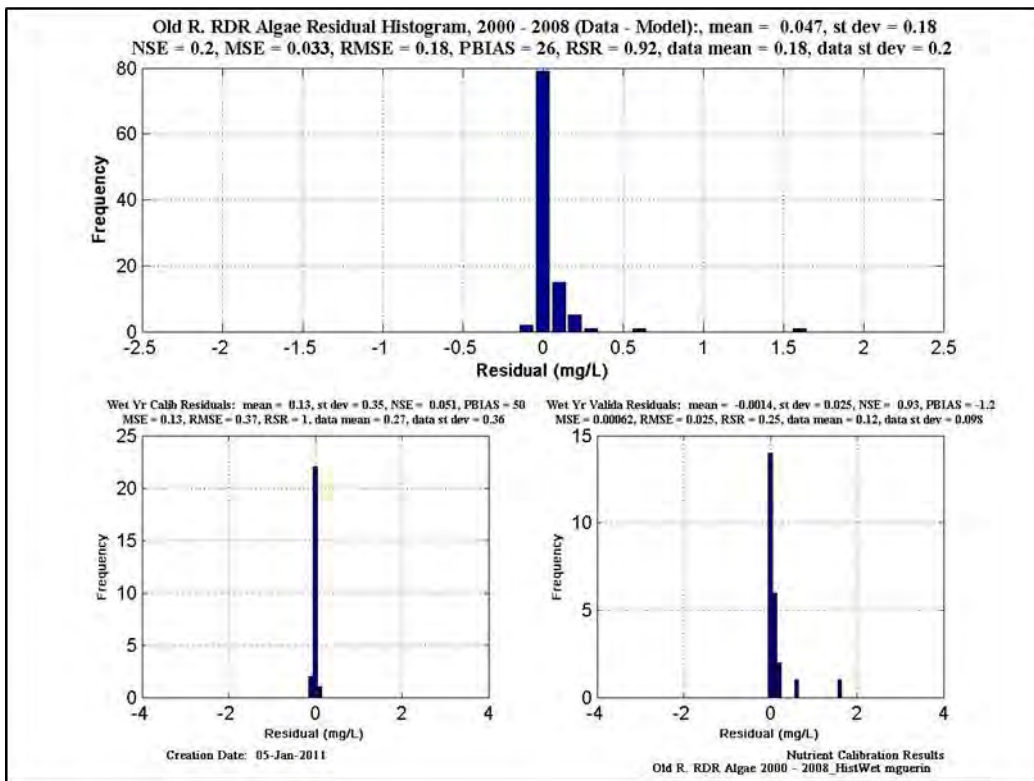 Old R. RDR Algae Residual Histogram, 2000 - 2008 (Data - Model):, mean = 0.047, st dev = 0.18
NSE = 0.2, MSE = 0.033, RMSE = 0.18, PBIAS = 26, RSR = 0.92, data mean = 0.18, data st dev = 0.2
80
60
40
20
0
Frequency
-2.5 -2 -1.5 -1 -0.5 0 0.5 1 1.5 2 2.5
Residual (mg/L)
Wet Yr Calib Residuals: mean = 0.13, st dev = 0.35, NSE = 0.051, PBIAS = 50
MSE = 0.13, RMSE = 0.37, RSR = 1, data mean = 0.27, data st dev = 0.36
25
20
15
10
5
0
Frequency
-4 -2 0 2 4
Residual (mg/L)
Creation Date: 05-Jan-2011
Wet Yr Valida Residuals: mean = -0.0014, st dev = 0.025, NSE = 0.93, PBIAS = -1.2
MSE = 0.00062, RMSE = 0.025, RSR = 0.25, data mean = 0.12, data st dev = 0.098
15
10
5
0
Frequency
-4 -2 0 2 4
Residual (mg/L)
Nutrient Calibration Results
Old R. RDR Algae 2000 - 2008_HistWet mguerin